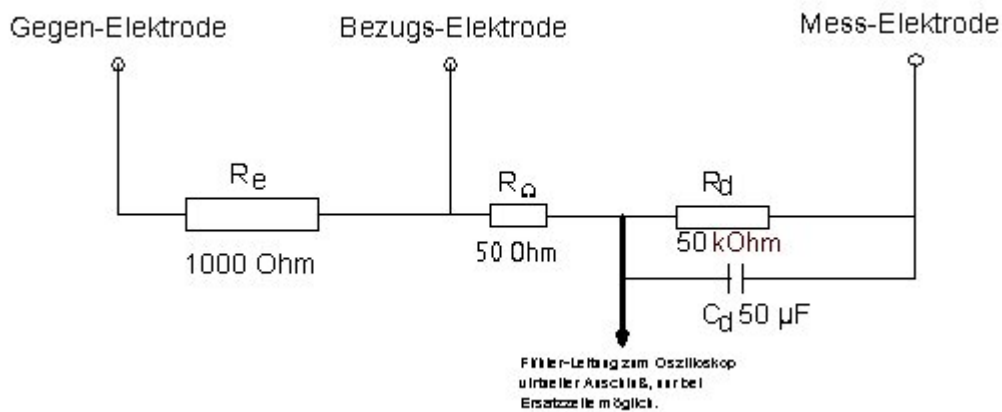 Gegen-Elektrode
Bezugs-Elektrode
Mess-Elektrode
Re
RΩ
Rd
1000 Ohm
50 Ohm
50 kOhm
Cd 50 µF
Fühler-Leitung zum Oszilloskop
virtueller Anschluß, nur bei
Ersatzzelle möglich.